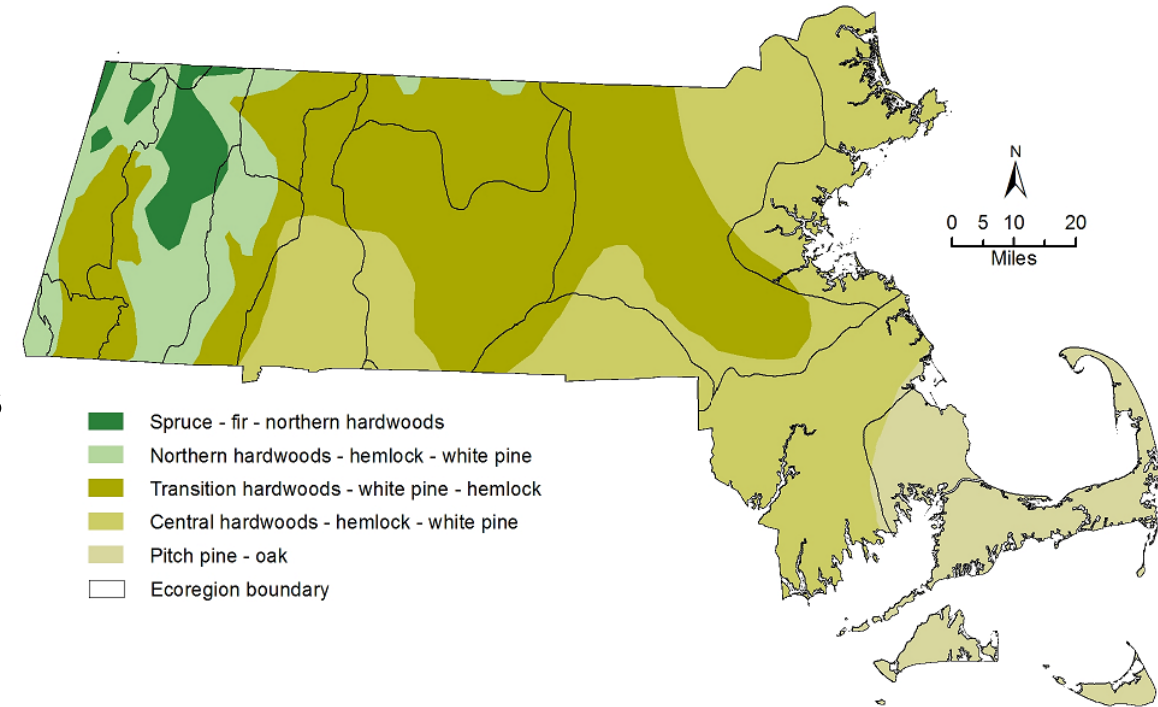 N
0 5 10 20
Miles
Spruce - fir - northern hardwoods
Northern hardwoods - hemlock - white pine
Transition hardwoods - white pine - hemlock
Central hardwoods - hemlock - white pine
Pitch pine - oak
Ecoregion boundary